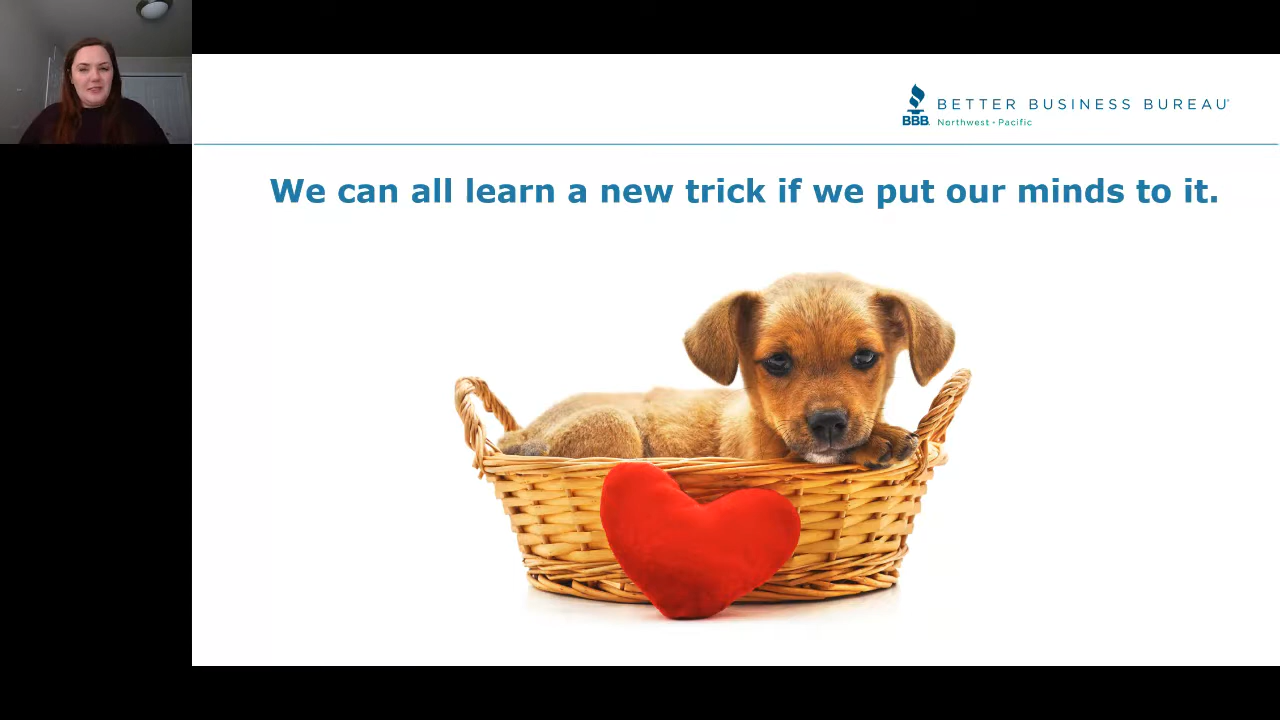 BETTER BUSINESS BUREAU
BBB. Northwest + Pacific
We can all learn a new trick if we put our minds to it.